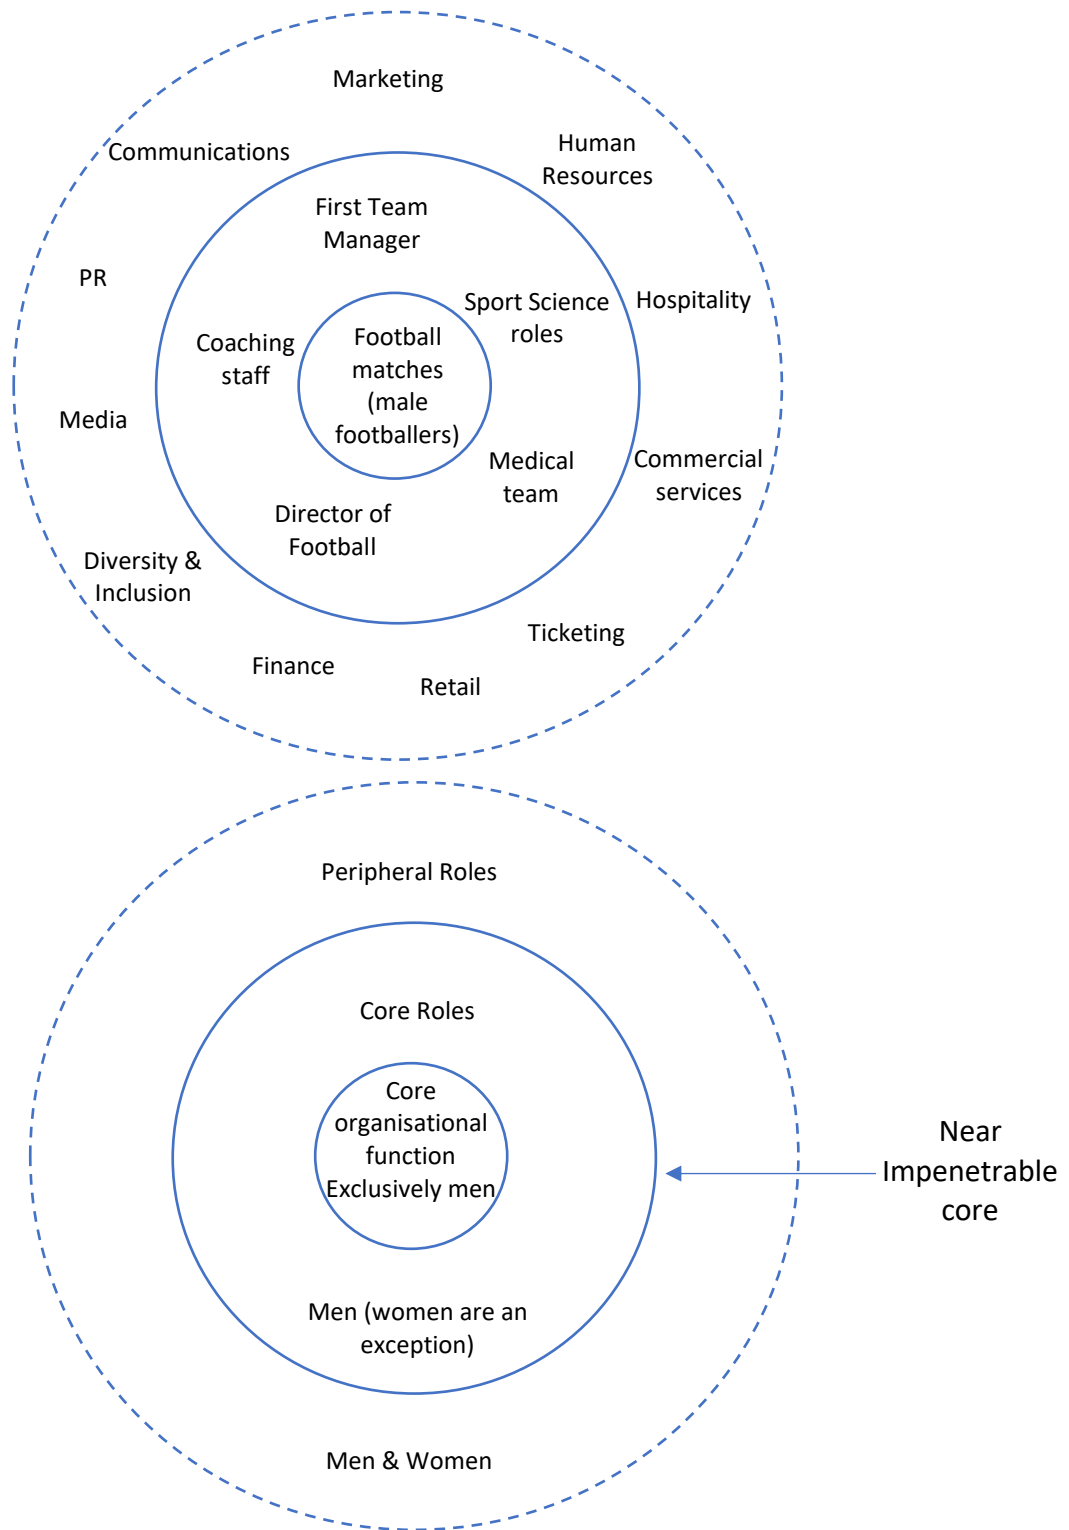 Marketing
Communications
Human
Resources
First Team
Manager
PR
Sport Science
roles
Hospitality
Coaching
staff
Football
matches
(male
footballers)
Media
Medical
team
Commercial
services
Director of
Football
Diversity &
Inclusion
Ticketing
Finance
Retail
Peripheral Roles
Core Roles
Core
organisational
function
Exclusively men
Near
Impenetrable
core
Men (women are an
exception)
Men & Women